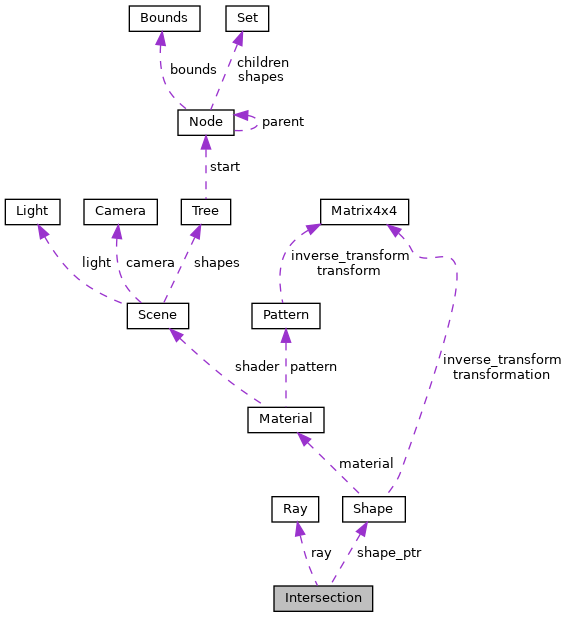 Bounds
Set
bounds
children
shapes
Node
parent
start
Light
Camera
Tree
Matrix4x4
light
camera
shapes
inverse_transform
transform
Scene
Pattern
shader
pattern
inverse_transform
transformation
Material
material
Ray
Shape
ray
shape_ptr
Intersection